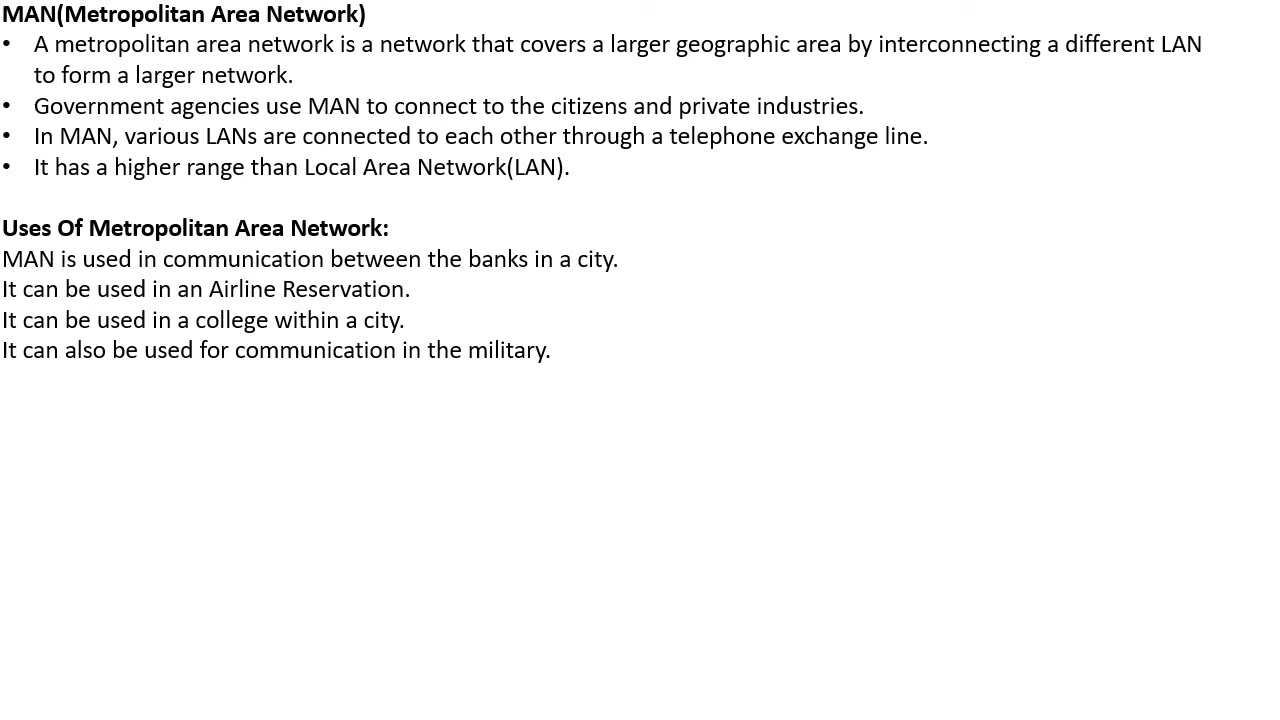 MAN(Metropolitan Area Network)
• A metropolitan area network is a network that covers a larger geographic area by interconnecting a different LAN
to form a larger network.
• Government agencies use MAN to connect to the citizens and private industries.
• In MAN, various LANs are connected to each other through a telephone exchange line.
• It has a higher range than Local Area Network(LAN).
Uses Of Metropolitan Area Network:
MAN is used in communication between the banks in a city.
It can be used in an Airline Reservation.
It can be used in a college within a city.
It can also be used for communication in the military.